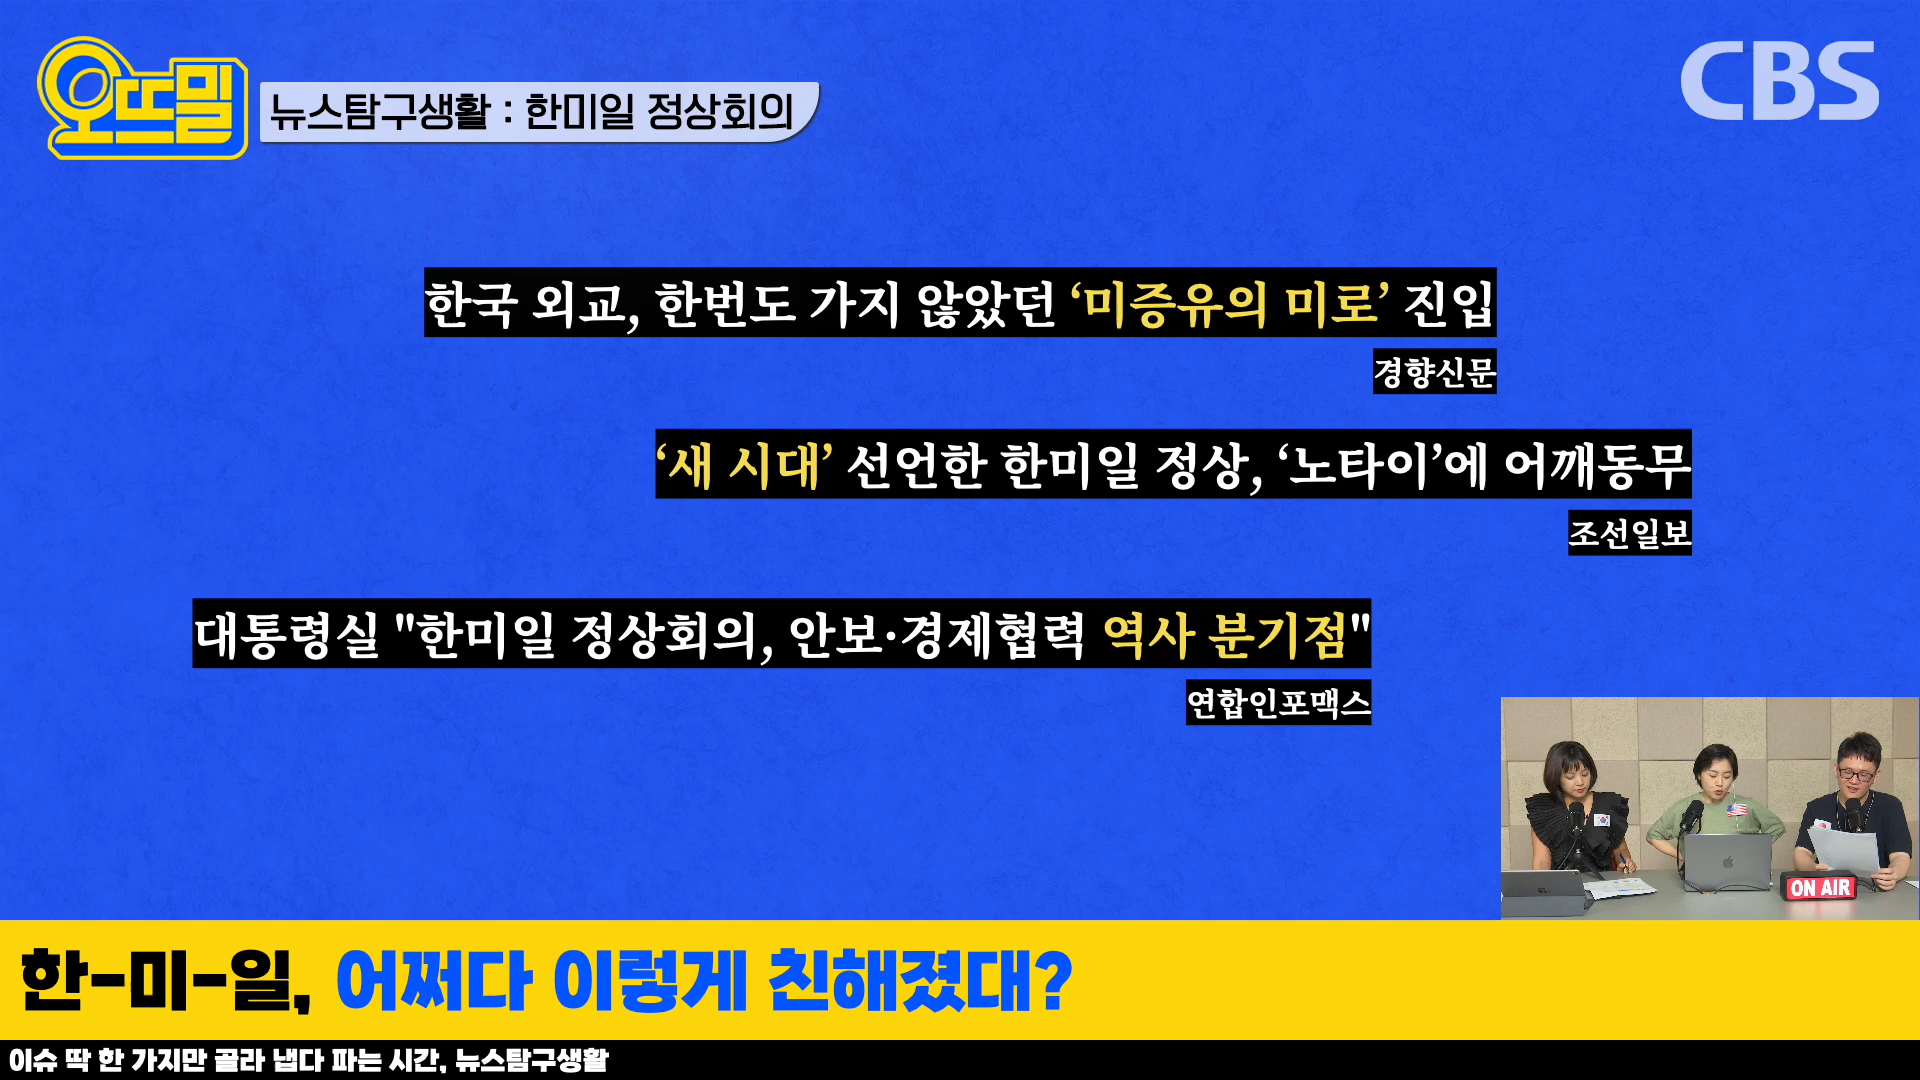 오뜨밀
뉴스탐구생활 : 한미일 정상회의
CBS
한국 외교, 한번도 가지 않았던 ‘미증유의 미로’ 진입
경향신문
‘새 시대’ 선언한 한미일 정상, ‘노타이’에 어깨동무
조선일보
대통령실 "한미일 정상회의, 안보·경제협력 역사 분기점"
연합인포맥스
ON AIR
한-미-일, 어쩌다 이렇게 친해졌대?
이슈 딱 한 가지만 골라 냅다 파는 시간, 뉴스탐구생활